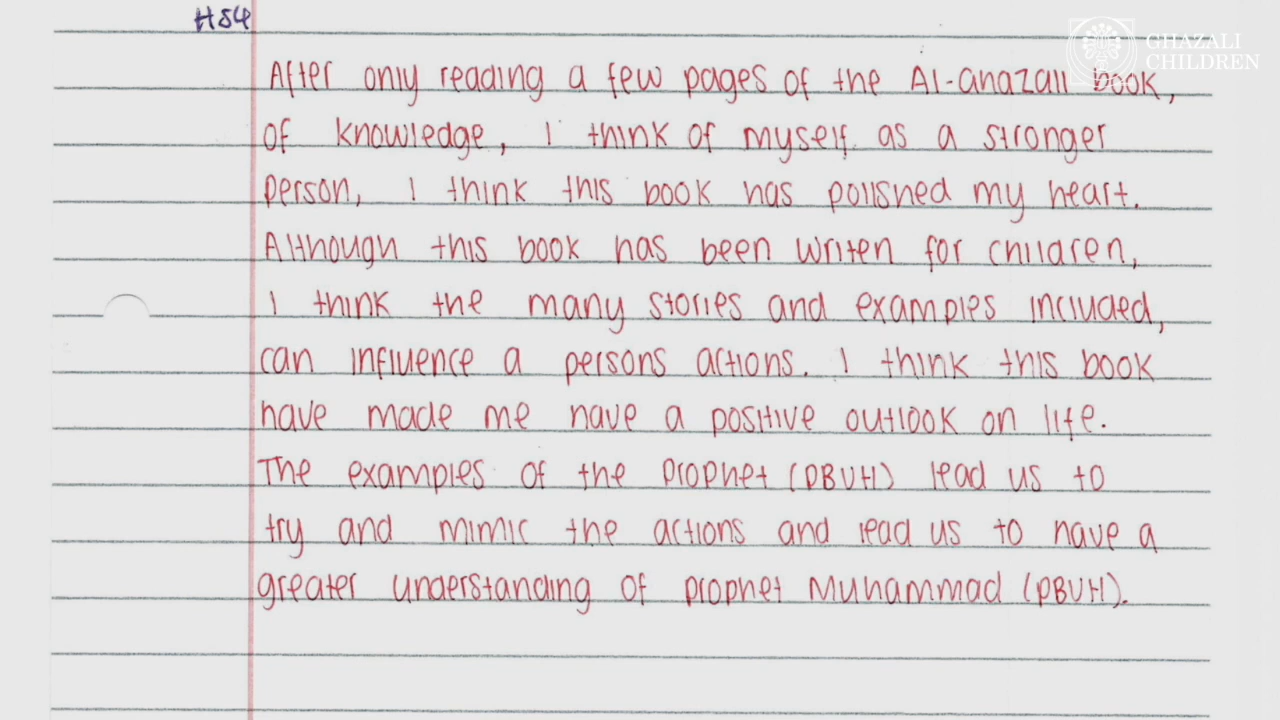 H54
GHAZALI
CHILDREN
After only reading a few pages of the Al-Ghazali book,
of knowledge, I think of myself as a stronger
person, I think this book has polished my heart.
Although this book has been writen for children,
I think the many stories and examples included,
can influence a persons actions. I think this book
have made me have a positive outlook on life.
The examples of the prophet (PBUH) lead us to
try and mimic the actions and lead us to have a
greater understanding of prophet Muhammad (PBUH).